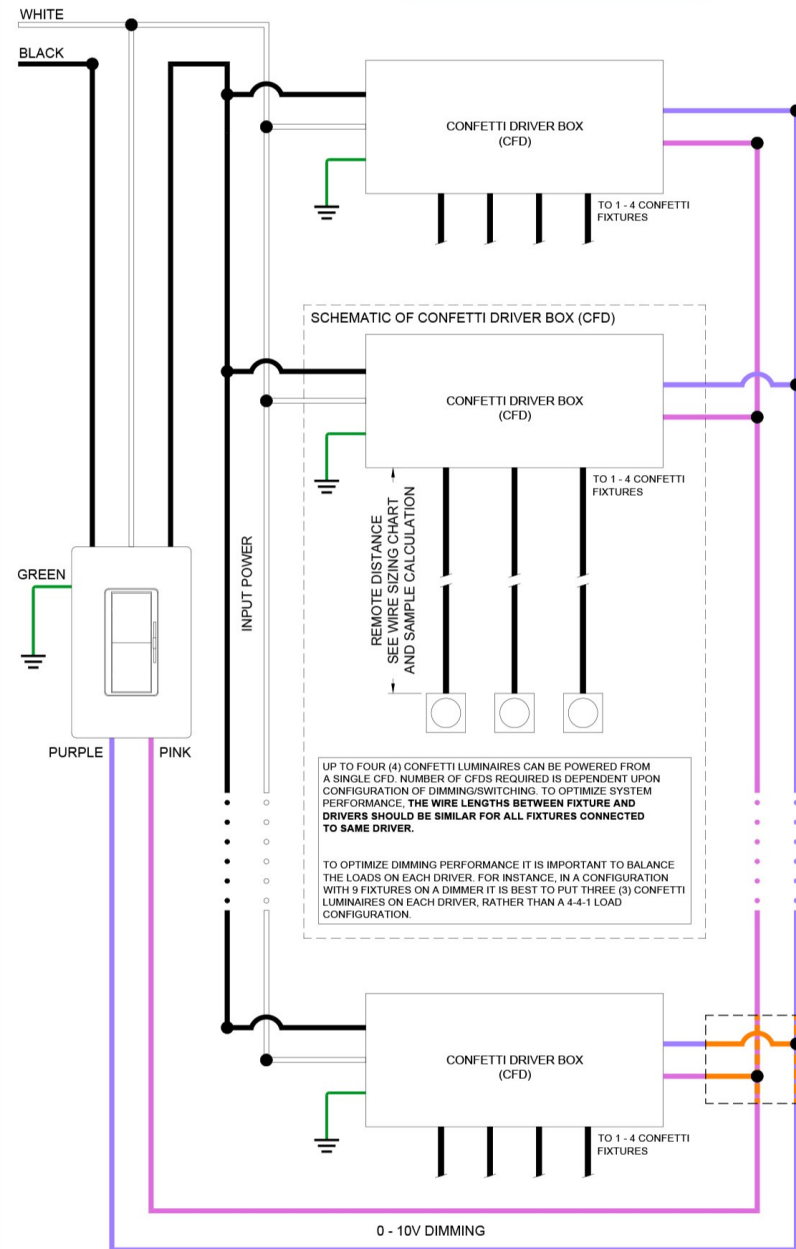 WHITE
BLACK
CONFETTI DRIVER BOX
(CFD)
TO 1 - 4 CONFETTI
FIXTURES
SCHEMATIC OF CONFETTI DRIVER BOX (CFD)
CONFETTI DRIVER BOX
(CFD)
TO 1 - 4 CONFETTI
FIXTURES
REMOTE DISTANCE
SEE WIRE SIZING CHART
AND SAMPLE CALCULATION
INPUT POWER
GREEN
PURPLE
PINK
UP TO FOUR (4) CONFETTI LUMINAIRES CAN BE POWERED FROM
A SINGLE CFD. NUMBER OF CFDS REQUIRED IS DEPENDENT UPON
CONFIGURATION OF DIMMING/SWITCHING. TO OPTIMIZE SYSTEM
PERFORMANCE, THE WIRE LENGTHS BETWEEN FIXTURE AND
DRIVERS SHOULD BE SIMILAR FOR ALL FIXTURES CONNECTED
TO SAME DRIVER.
TO OPTIMIZE DIMMING PERFORMANCE IT IS IMPORTANT TO BALANCE
THE LOADS ON EACH DRIVER. FOR INSTANCE, IN A CONFIGURATION
WITH 9 FIXTURES ON A DIMMER IT IS BEST TO PUT THREE (3) CONFETTI
LUMINAIRES ON EACH DRIVER, RATHER THAN A 4-4-1 LOAD
CONFIGURATION.
CONFETTI DRIVER BOX
(CFD)
TO 1 - 4 CONFETTI
FIXTURES
0 - 10V DIMMING